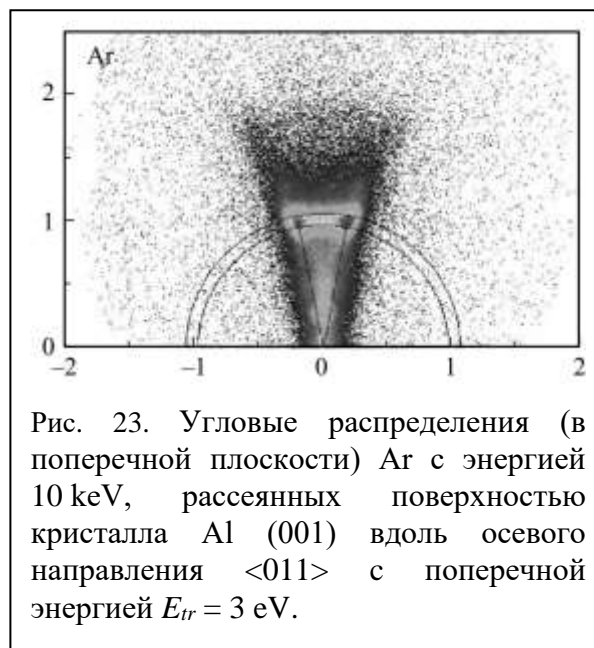 Ar
2
1
0
−2
−1
0
1
2
Рис. 23. Угловые распределения (в
поперечной плоскости) Ar с энергией
10 keV, рассеянных поверхностью
кристалла Al (001) вдоль осевого
направления <011> с поперечной
энергией Etr = 3 eV.